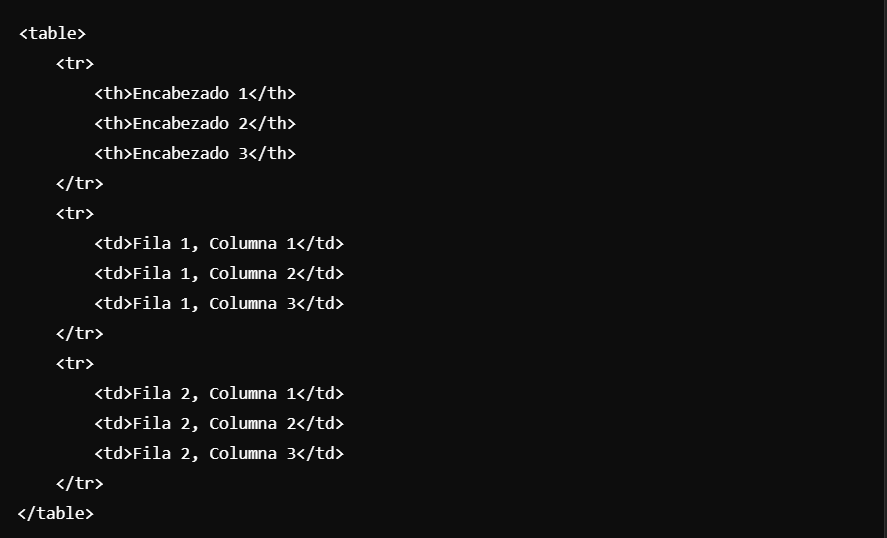 <table>
    <tr>
        <th>Encabezado 1</th>
        <th>Encabezado 2</th>
        <th>Encabezado 3</th>
    </tr>
    <tr>
        <td>Fila 1, Columna 1</td>
        <td>Fila 1, Columna 2</td>
        <td>Fila 1, Columna 3</td>
    </tr>
    <tr>
        <td>Fila 2, Columna 1</td>
        <td>Fila 2, Columna 2</td>
        <td>Fila 2, Columna 3</td>
    </tr>
</table>